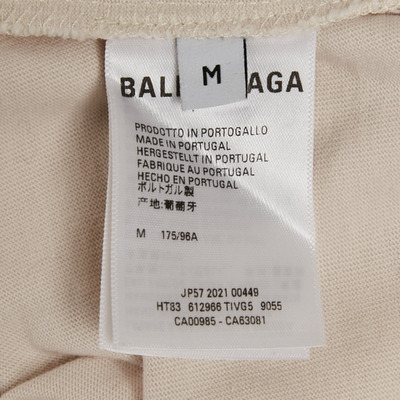 M
BAL AGA
PRODOTTO IN PORTOGALLO
MADE IN PORTUGAL
HERGESTELLT IN PORTUGAL
FABRIQUE AU PORTUGAL
HECHO EN PORTUGAL
ポルトガル製
产地:葡萄牙
M 175/96A
JP57 2021 00449
HT83 612966 TIVG5 9055
CA00985 - CA63081